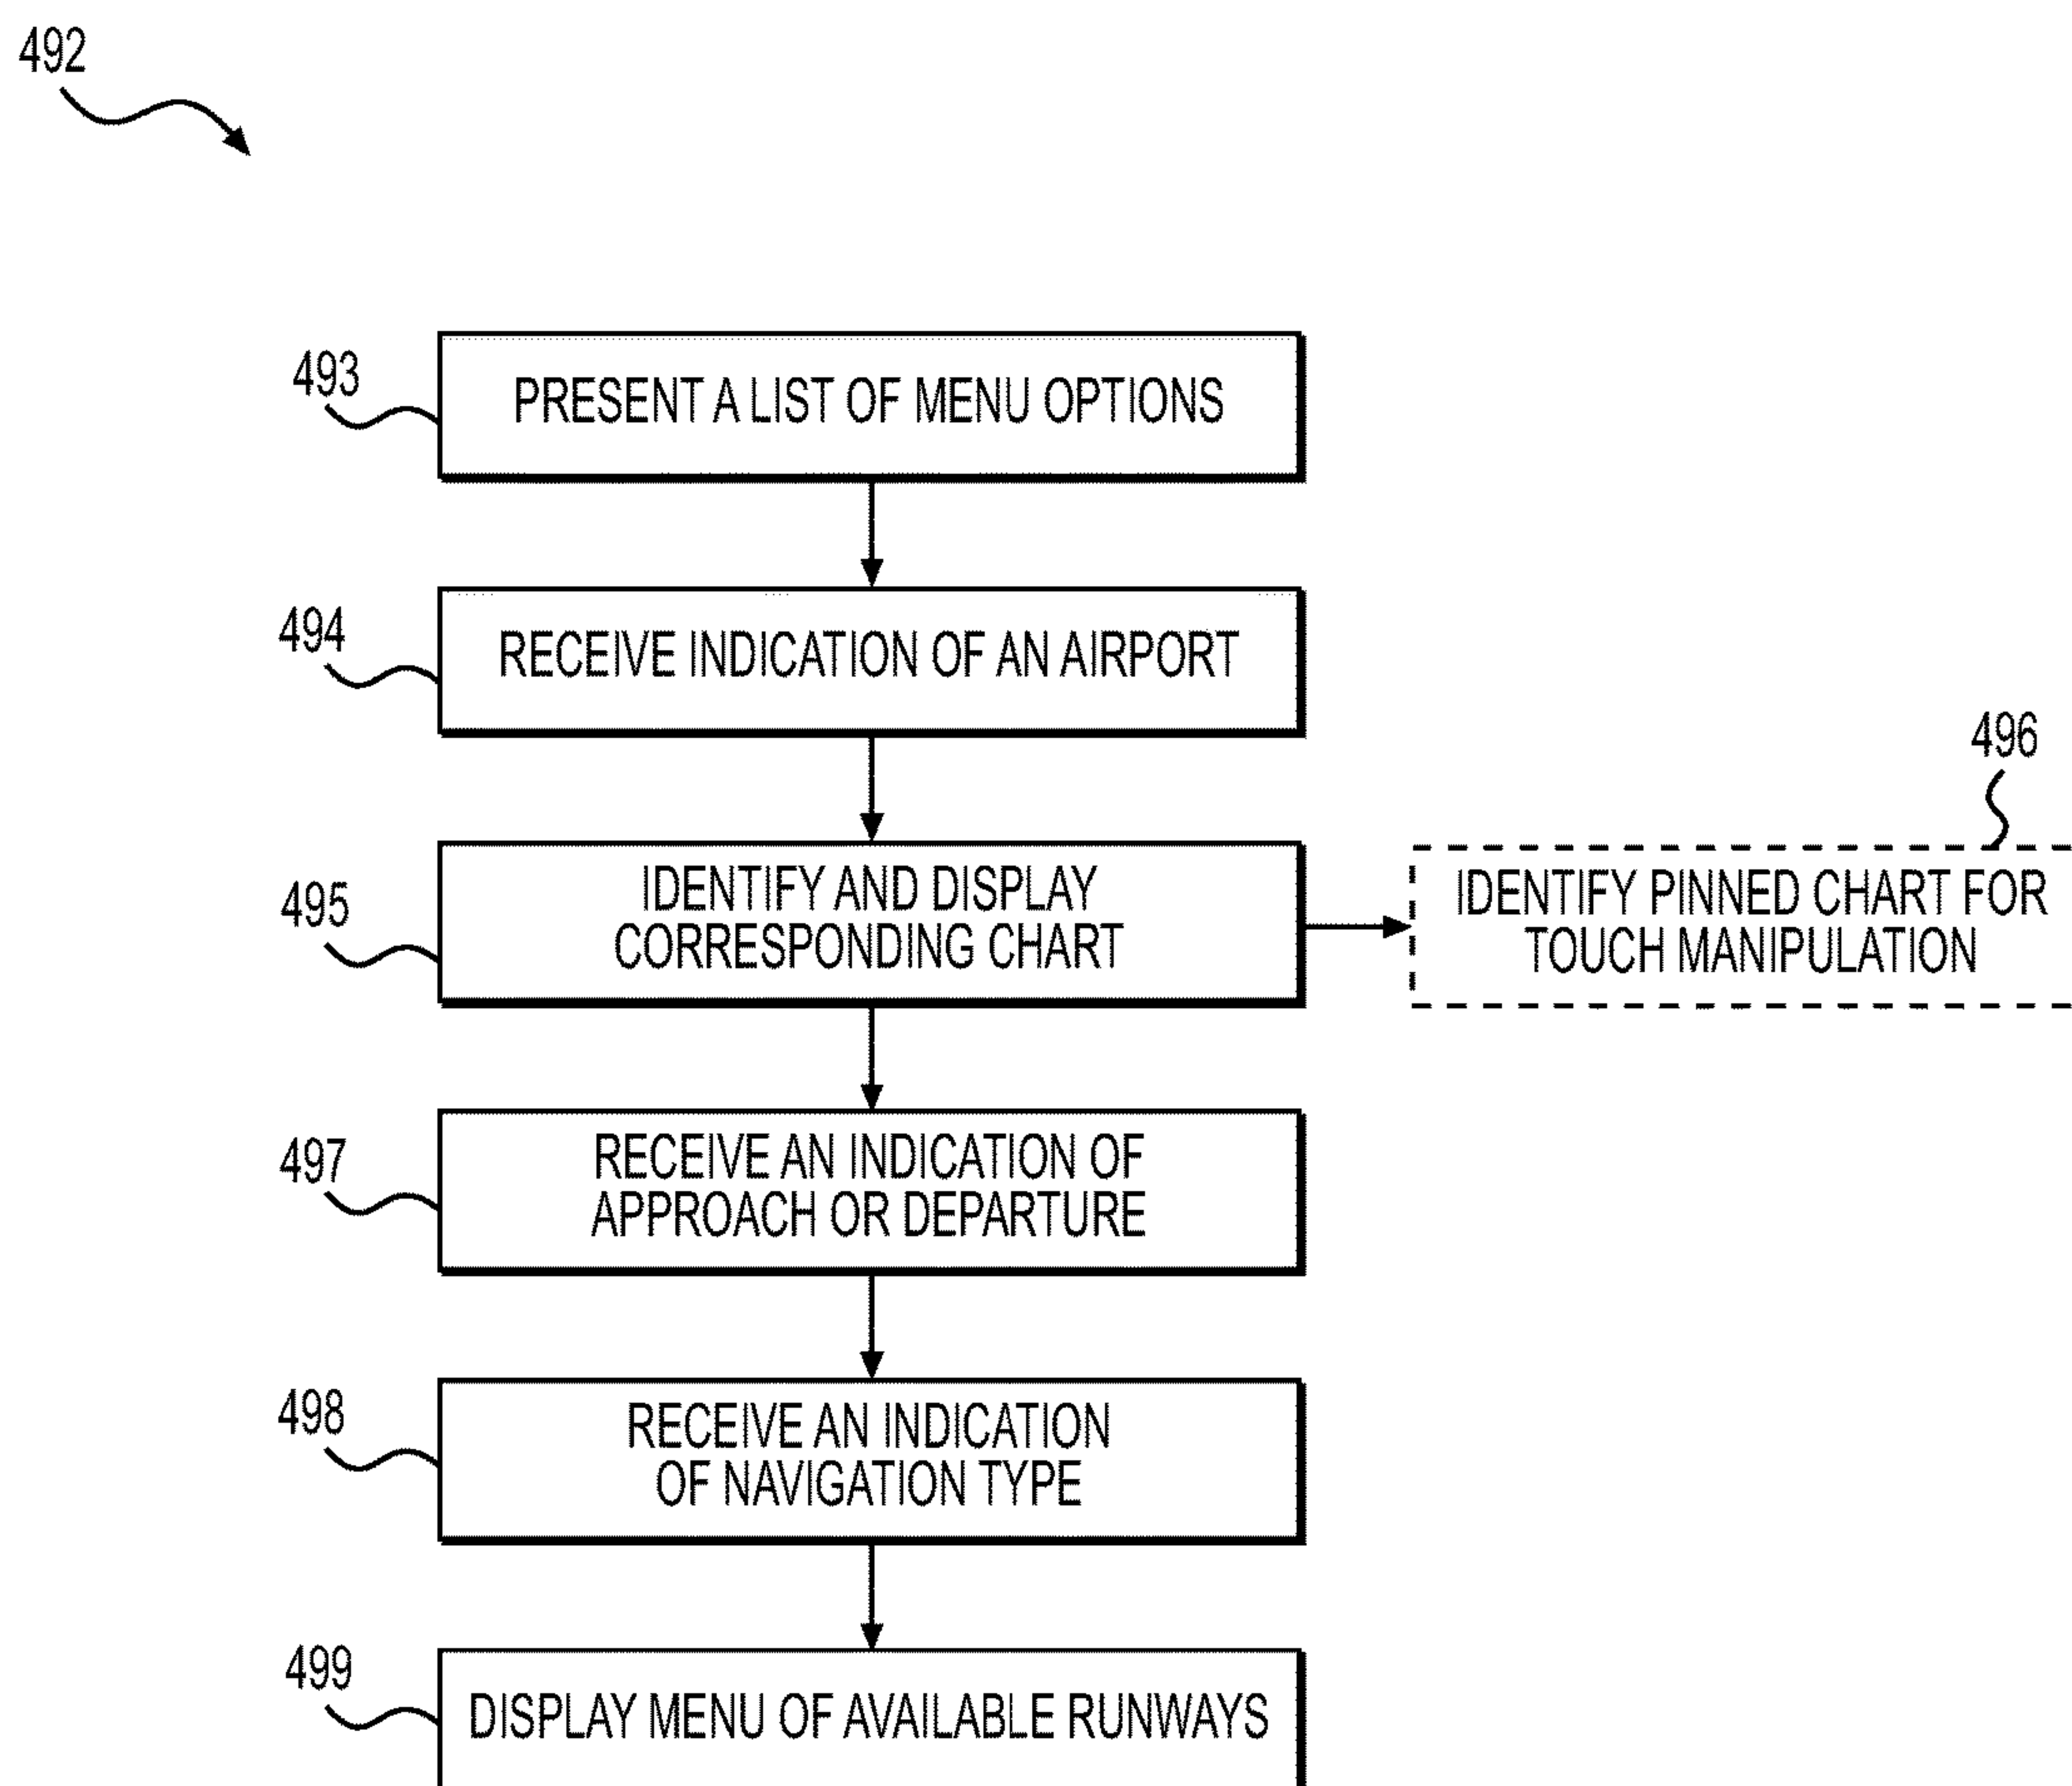 492
493
PRESENT A LIST OF MENU OPTIONS
494
RECEIVE INDICATION OF AN AIRPORT
495
IDENTIFY AND DISPLAY
CORRESPONDING CHART
496
IDENTIFY PINNED CHART FOR
TOUCH MANIPULATION
497
RECEIVE AN INDICATION OF
APPROACH OR DEPARTURE
498
RECEIVE AN INDICATION
OF NAVIGATION TYPE
499
DISPLAY MENU OF AVAILABLE RUNWAYS